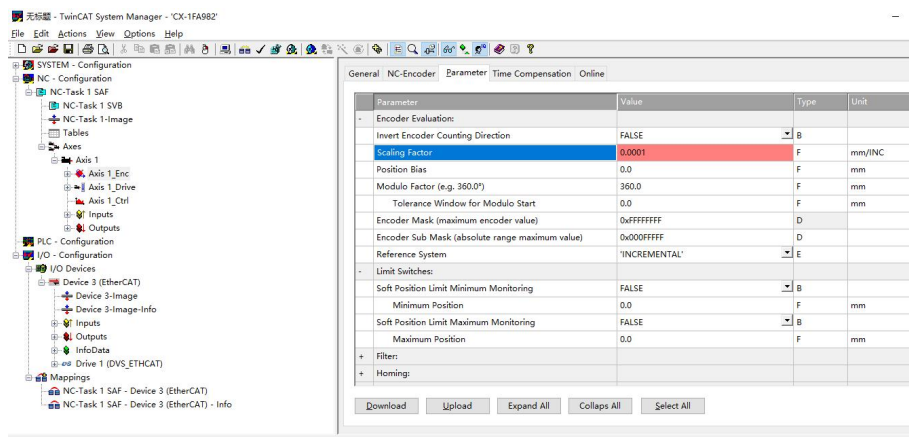 无标题 - TwinCAT System Manager - 'CX-1FA982'
File Edit Actions View Options Help
SYSTEM - Configuration
NC - Configuration
NC-Task 1 SAF
NC-Task 1 SVB
NC-Task 1-Image
Tables
Axes
Axis 1
Axis 1_Enc
Axis 1_Drive
Axis 1_Ctrl
Inputs
Outputs
PLC - Configuration
I/O - Configuration
I/O Devices
Device 3 (EtherCAT)
Device 3-Image
Device 3-Image-Info
Inputs
Outputs
InfoData
Drive 1 (DVS_ETHCAT)
Mappings
NC-Task 1 SAF - Device 3 (EtherCAT)
NC-Task 1 SAF - Device 3 (EtherCAT) - Info
General NC-Encoder Parameter Time Compensation Online
Parameter Value Type Unit
- Encoder Evaluation:
Invert Encoder Counting Direction FALSE B
Scaling Factor 0.0001 F mm/INC
Position Bias 0.0 F mm
Modulo Factor (e.g. 360.0°) 360.0 F mm
Tolerance Window for Modulo Start 0.0 F mm
Encoder Mask (maximum encoder value) 0xFFFFFFFF D
Encoder Sub Mask (absolute range maximum value) 0x000FFFFF D
Reference System 'INCREMENTAL' E
- Limit Switches:
Soft Position Limit Minimum Monitoring FALSE B
Minimum Position 0.0 F mm
Soft Position Limit Maximum Monitoring FALSE B
Maximum Position 0.0 F mm
+ Filter:
+ Homing:
Download Upload Expand All Collaps All Select All